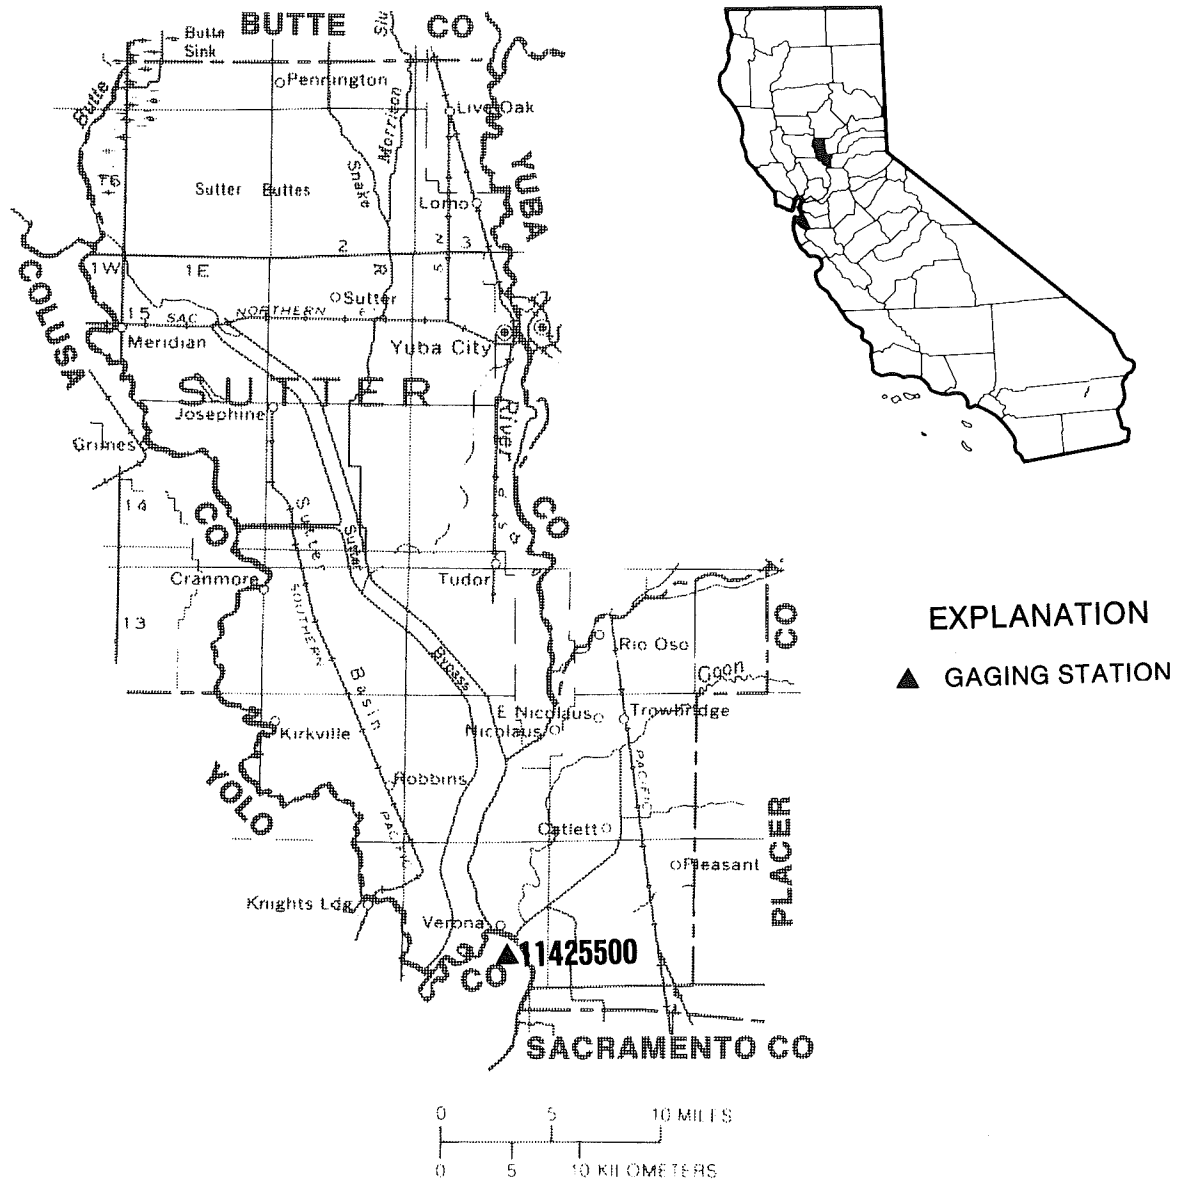 BUTTE CO
Butte
Sink
Slu
Pennington
Butte
Morrison
Live Oak
Snake
YUBA
T6
Sutter Buttes
Lomo
2
3
N
S
1W
1E
R
COLUSA
Sutter
15
SAC
NORTHERN
Meridian
Yuba City
SUTTER
Josephine
River
Grimes
14
CO
Sutter
Sutter
CO
Cranmore
Tudor
SOUTHERN
13
CO
Rio Oso
EXPLANATION
Bypass
Coon
GAGING STATION
Basin
E Nicolaus
Trowbridge
Nicolaus
Kirkville
YOLO
Robbins
PACIFIC
PACIFIC
Catlett
PLACER
Pleasant
Knights Ldg
Verona
11425500
CO
SACRAMENTO CO
0 5 10 MILES
0 5 10 KILOMETERS